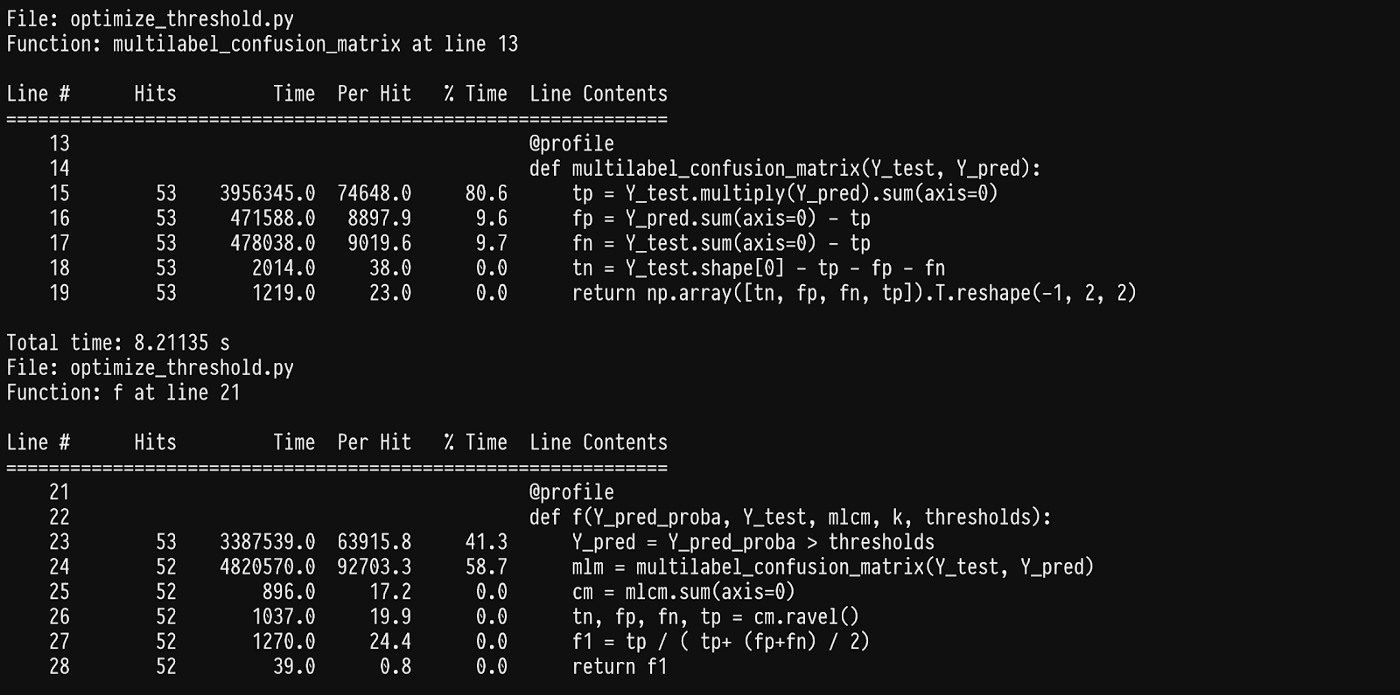 File: optimize_threshold.py
Function: multilabel_confusion_matrix at line 13

Line #      Hits         Time  Per Hit   % Time  Line Contents
==============================================================
    13                                           @profile
    14                                           def multilabel_confusion_matrix(Y_test, Y_pred):
    15        53    3956345.0  74648.0     80.6      tp = Y_test.multiply(Y_pred).sum(axis=0)
    16        53     471588.0   8897.9      9.6      fp = Y_pred.sum(axis=0) - tp
    17        53     478038.0   9019.6      9.7      fn = Y_test.sum(axis=0) - tp
    18        53       2014.0     38.0      0.0      tn = Y_test.shape[0] - tp - fp - fn
    19        53       1219.0     23.0      0.0      return np.array([tn, fp, fn, tp]).T.reshape(-1, 2, 2)

Total time: 8.21135 s
File: optimize_threshold.py
Function: f at line 21

Line #      Hits         Time  Per Hit   % Time  Line Contents
==============================================================
    21                                           @profile
    22                                           def f(Y_pred_proba, Y_test, mlcm, k, thresholds):
    23        53    3387539.0  63915.8     41.3      Y_pred = Y_pred_proba > thresholds
    24        52    4820570.0  92703.3     58.7      mlm = multilabel_confusion_matrix(Y_test, Y_pred)
    25        52        896.0     17.2      0.0      cm = mlcm.sum(axis=0)
    26        52       1037.0     19.9      0.0      tn, fp, fn, tp = cm.ravel()
    27        52       1270.0     24.4      0.0      f1 = tp / ( tp+ (fp+fn) / 2)
    28        52         39.0      0.8      0.0      return f1